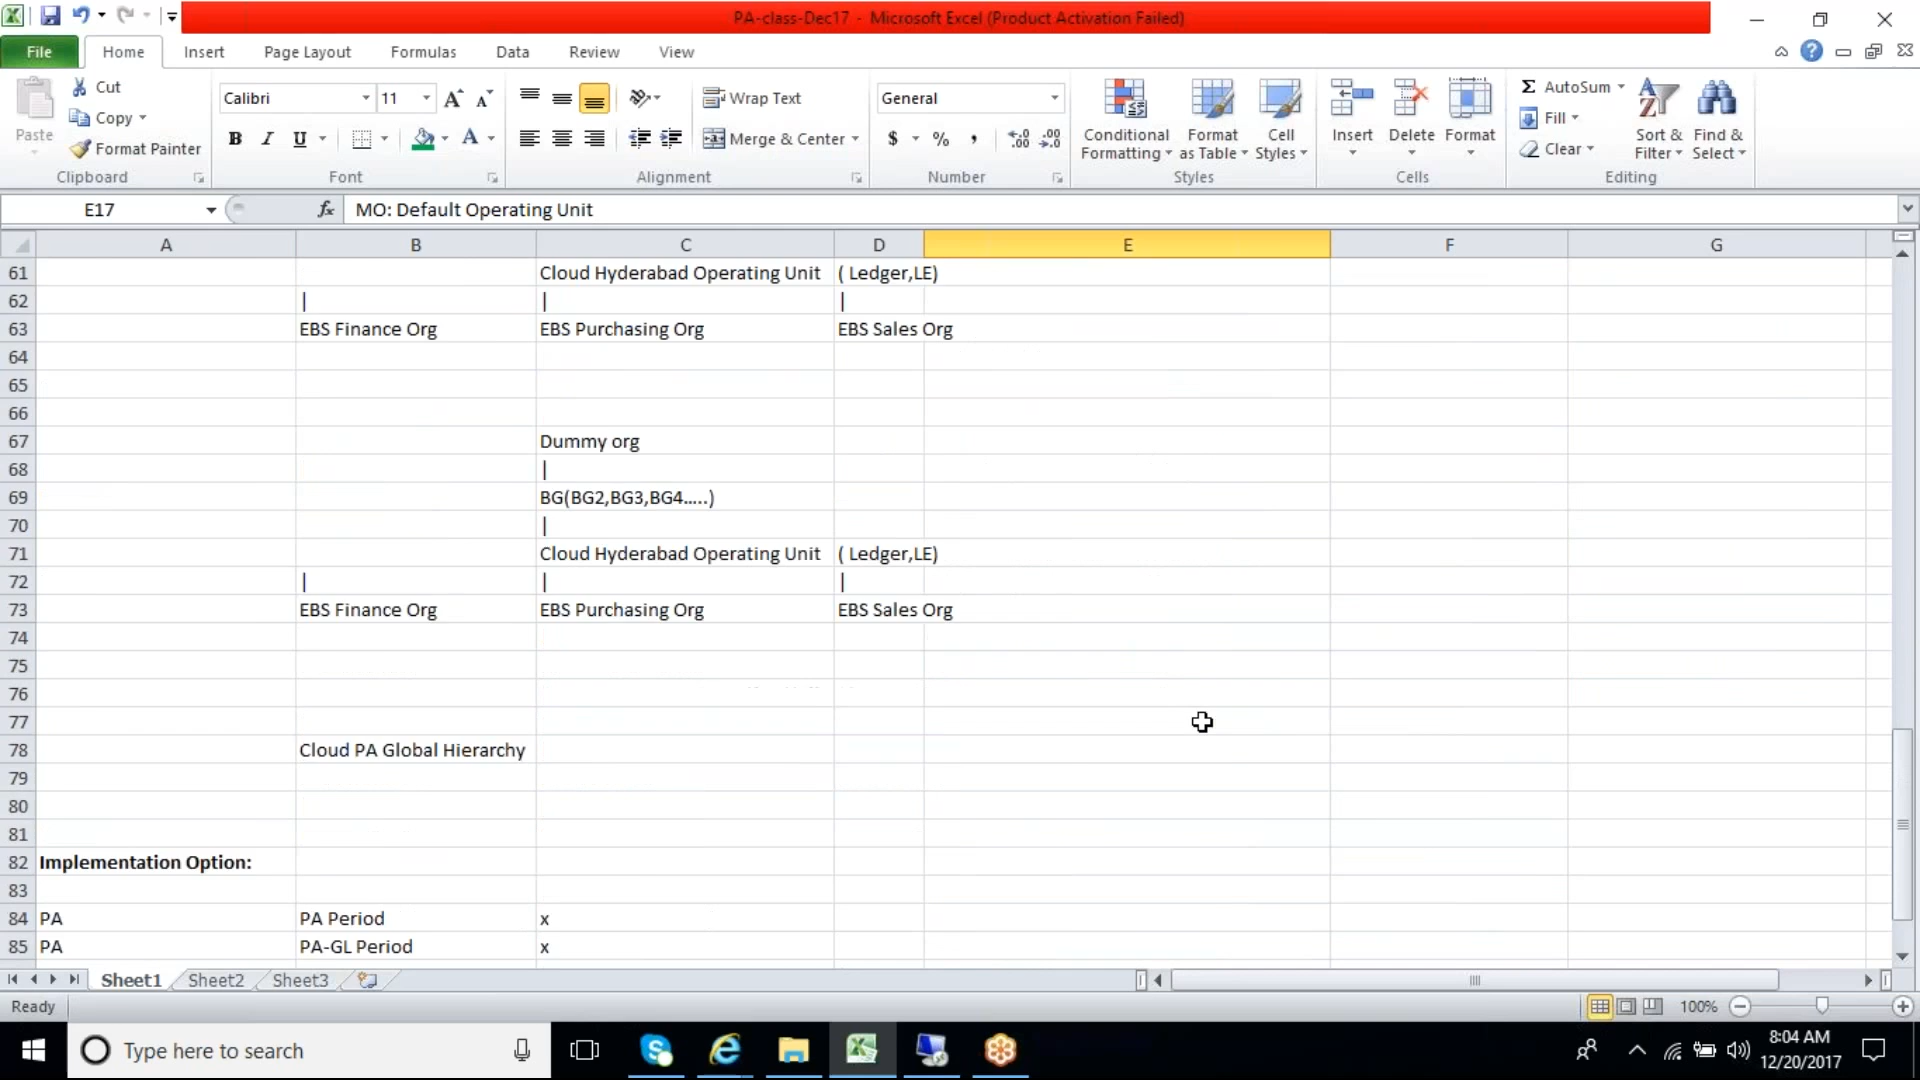 PA-class-Dec17 - Microsoft Excel (Product Activation Failed)
File Home Insert Page Layout Formulas Data Review View
Paste Cut Copy Format Painter Clipboard
Calibri 11 A A B I U A Font
Wrap Text Merge & Center Alignment
General $ % , Number
Conditional Formatting Format as Table Cell Styles Styles
Insert Delete Format Cells
Σ AutoSum Fill Clear Sort & Filter Find & Select Editing
E17 fx MO: Default Operating Unit
A B C D E F G
61 Cloud Hyderabad Operating Unit ( Ledger,LE)
62 | | |
63 EBS Finance Org EBS Purchasing Org EBS Sales Org
64
65
66
67 Dummy org
68 |
69 BG(BG2,BG3,BG4.....)
70 |
71 Cloud Hyderabad Operating Unit ( Ledger,LE)
72 | | |
73 EBS Finance Org EBS Purchasing Org EBS Sales Org
74
75
76
77
78 Cloud PA Global Hierarchy
79
80
81
82 Implementation Option:
83
84 PA PA Period x
85 PA PA-GL Period x
Sheet1 Sheet2 Sheet3
Ready 100%
Type here to search 8:04 AM
12/20/2017